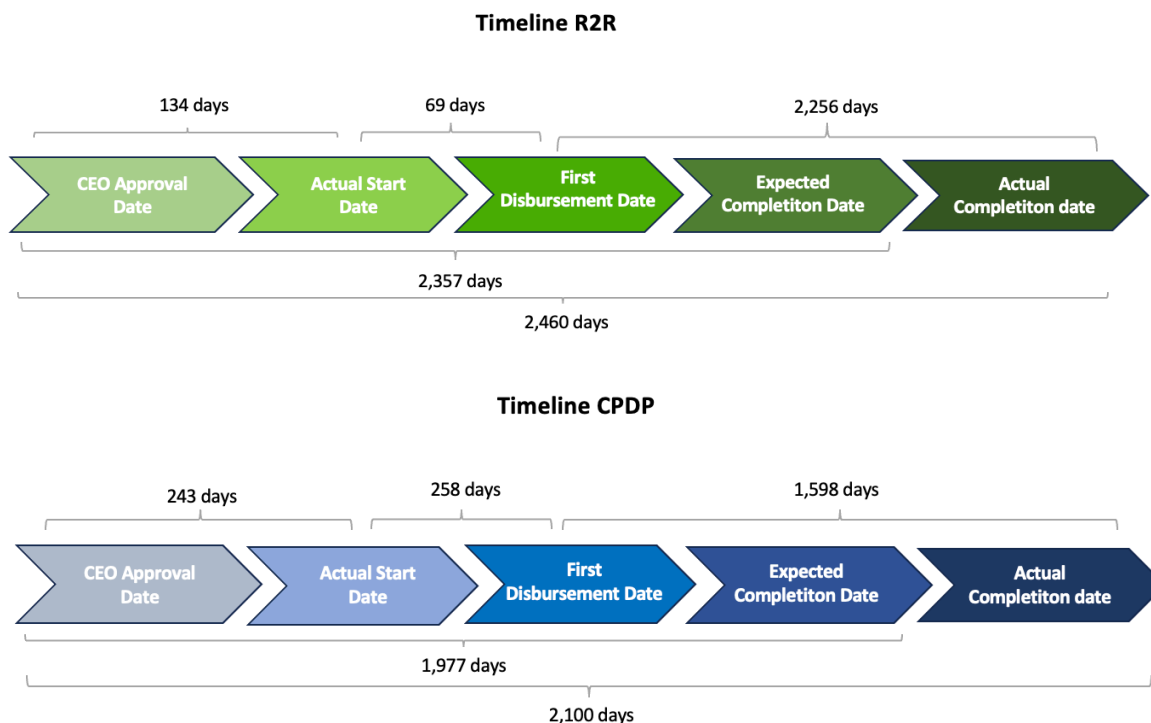 Timeline R2R
134 days
69 days
2,256 days
CEO Approval
Date
Actual Start
Date
First
Disbursement Date
Expected
Completiton Date
Actual
Completiton date
2,357 days
2,460 days
Timeline CPDP
243 days
258 days
1,598 days
CEO Approval
Date
Actual Start
Date
First
Disbursement Date
Expected
Completiton Date
Actual
Completiton date
1,977 days
2,100 days